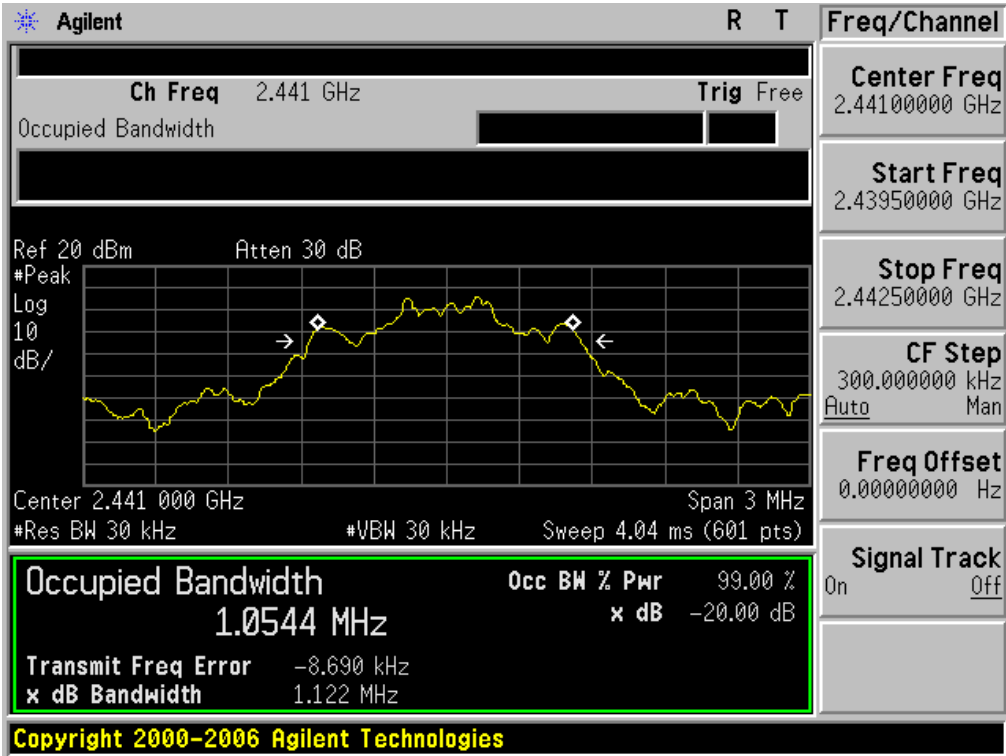 Agilent R T
Freq/Channel
Ch Freq 2.441 GHz Trig Free
Occupied Bandwidth
Ref 20 dBm Atten 30 dB
#Peak
Log
10
dB/
Center 2.441 000 GHz Span 3 MHz
#Res BW 30 kHz #VBW 30 kHz Sweep 4.04 ms (601 pts)
Occupied Bandwidth
1.0544 MHz
Occ BW % Pwr 99.00 %
x dB -20.00 dB
Transmit Freq Error -8.690 kHz
x dB Bandwidth 1.122 MHz
Center Freq
2.44100000 GHz
Start Freq
2.43950000 GHz
Stop Freq
2.44250000 GHz
CF Step
300.000000 kHz
Auto Man
Freq Offset
0.00000000 Hz
Signal Track
On Off
Copyright 2000-2006 Agilent Technologies